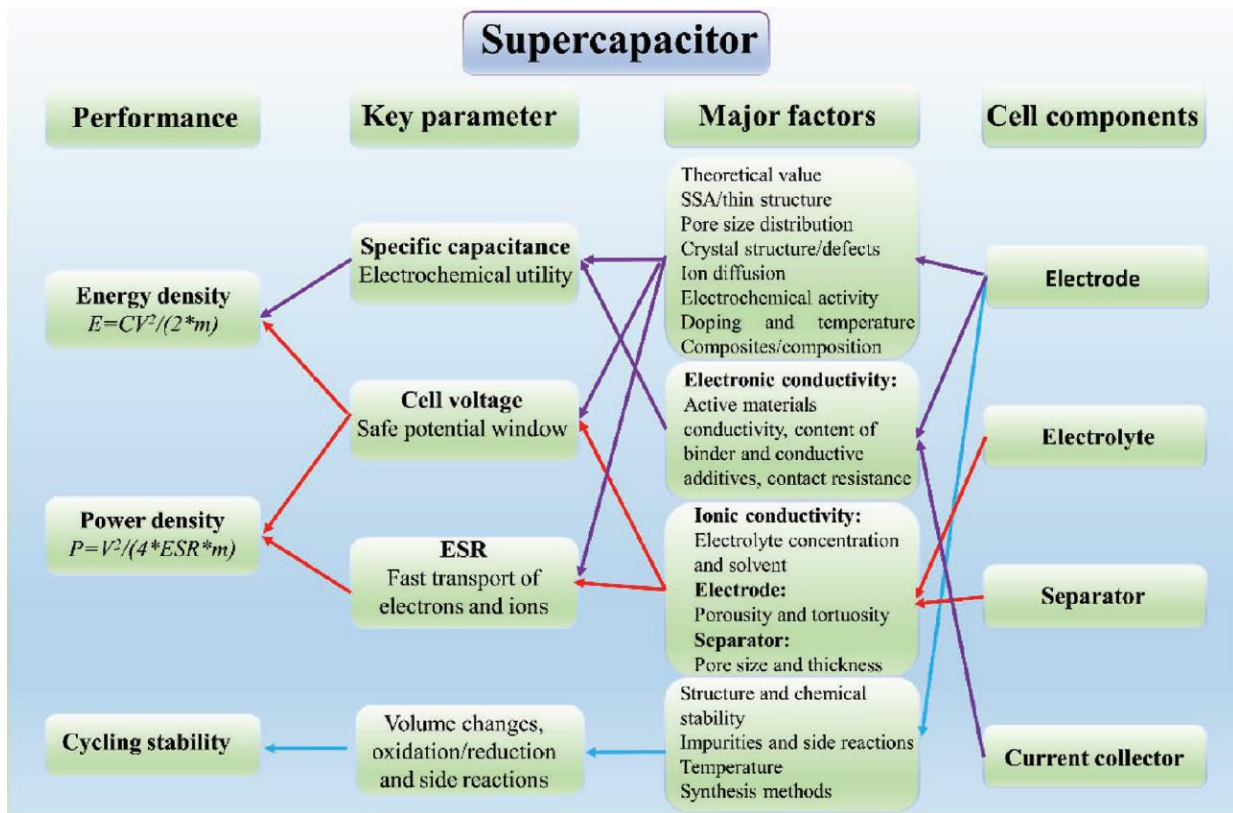 Supercapacitor
Performance
Key parameter
Major factors
Cell components
Energy density
E=CV²/(2*m)
Power density
P=V²/(4*ESR*m)
Cycling stability
Specific capacitance
Electrochemical utility
Cell voltage
Safe potential window
ESR
Fast transport of
electrons and ions
Volume changes,
oxidation/reduction
and side reactions
Theoretical value
SSA/thin structure
Pore size distribution
Crystal structure/defects
Ion diffusion
Electrochemical activity
Doping and temperature
Composites/composition
Electronic conductivity:
Active materials
conductivity, content of
binder and conductive
additives, contact resistance
Ionic conductivity:
Electrolyte concentration
and solvent
Electrode:
Porosity and tortuosity
Separator:
Pore size and thickness
Structure and chemical
stability
Impurities and side reactions
Temperature
Synthesis methods
Electrode
Electrolyte
Separator
Current collector